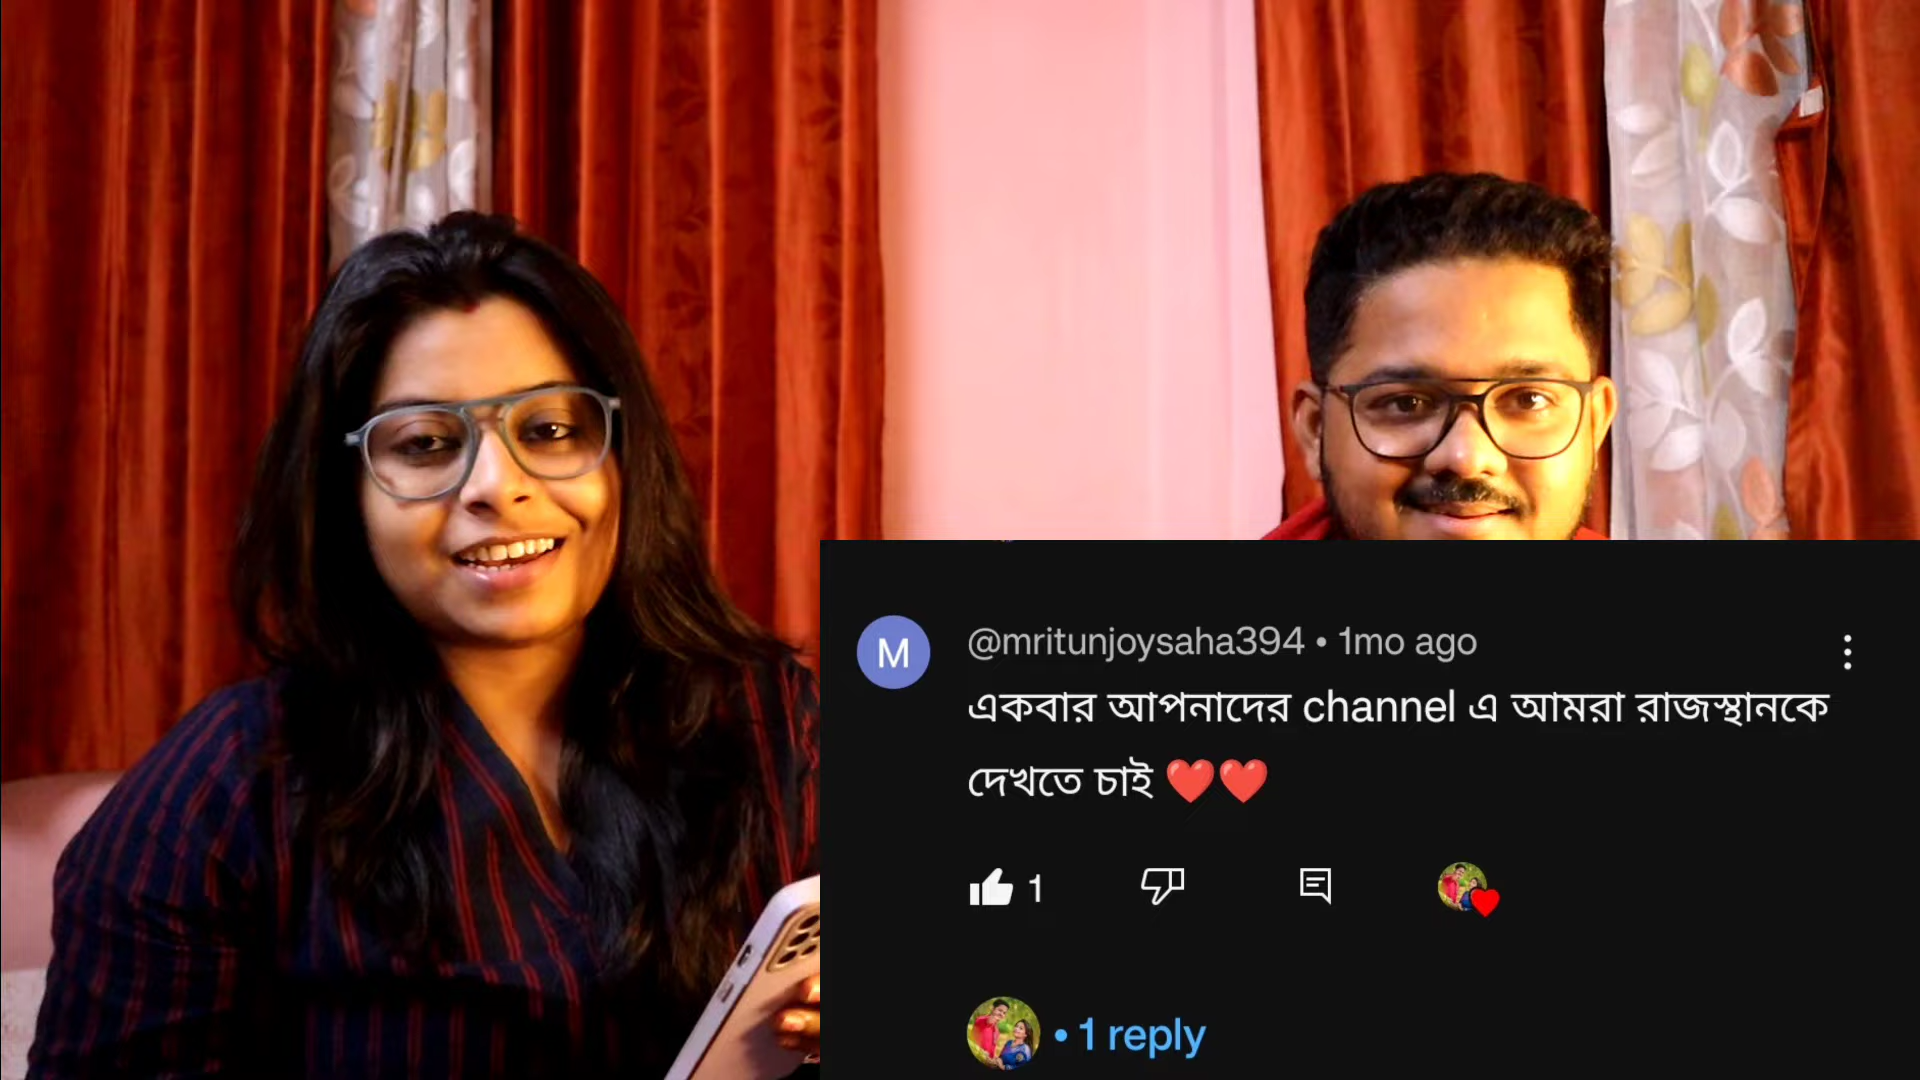 M
@mritunjoysaha394 • 1mo ago
একবার আপনাদের channel এ আমরা রাজস্থানকে
দেখতে চাই ❤️❤️
1
• 1 reply